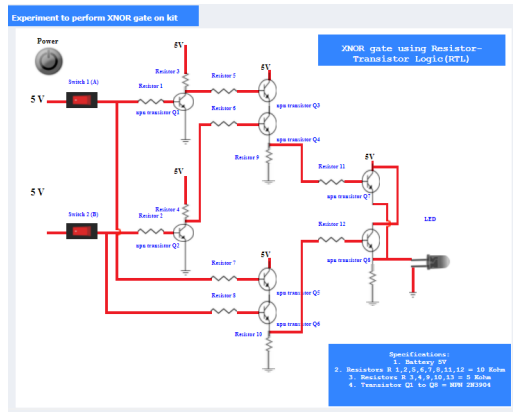 Experiment to perform XNOR gate on kit
XNOR gate using Resistor-
Transistor Logic(RTL)
Power
5V
5V
Resistor 3
Resistor 5
Switch 1 (A)
Resistor 1
5 V
npn transistor Q1
npn transistor Q3
Resistor 6
npn transistor Q4
Resistor 9
5V
5V
Resistor 11
5 V
npn transistor Q7
Resistor 4
Switch 2 (B)
Resistor 2
Resistor 12
LED
npn transistor Q2
5V
npn transistor Q8
Resistor 7
Resistor 8
npn transistor Q5
npn transistor Q6
Resistor 10
Specifications:
1. Battery 5V
2. Resistors R 1,2,5,6,7,8,11,12 = 10 Kohm
3. Resistors R 3,4,9,10,13 = 5 Kohm
4. Transistor Q1 to Q8 = NPN 2N3904